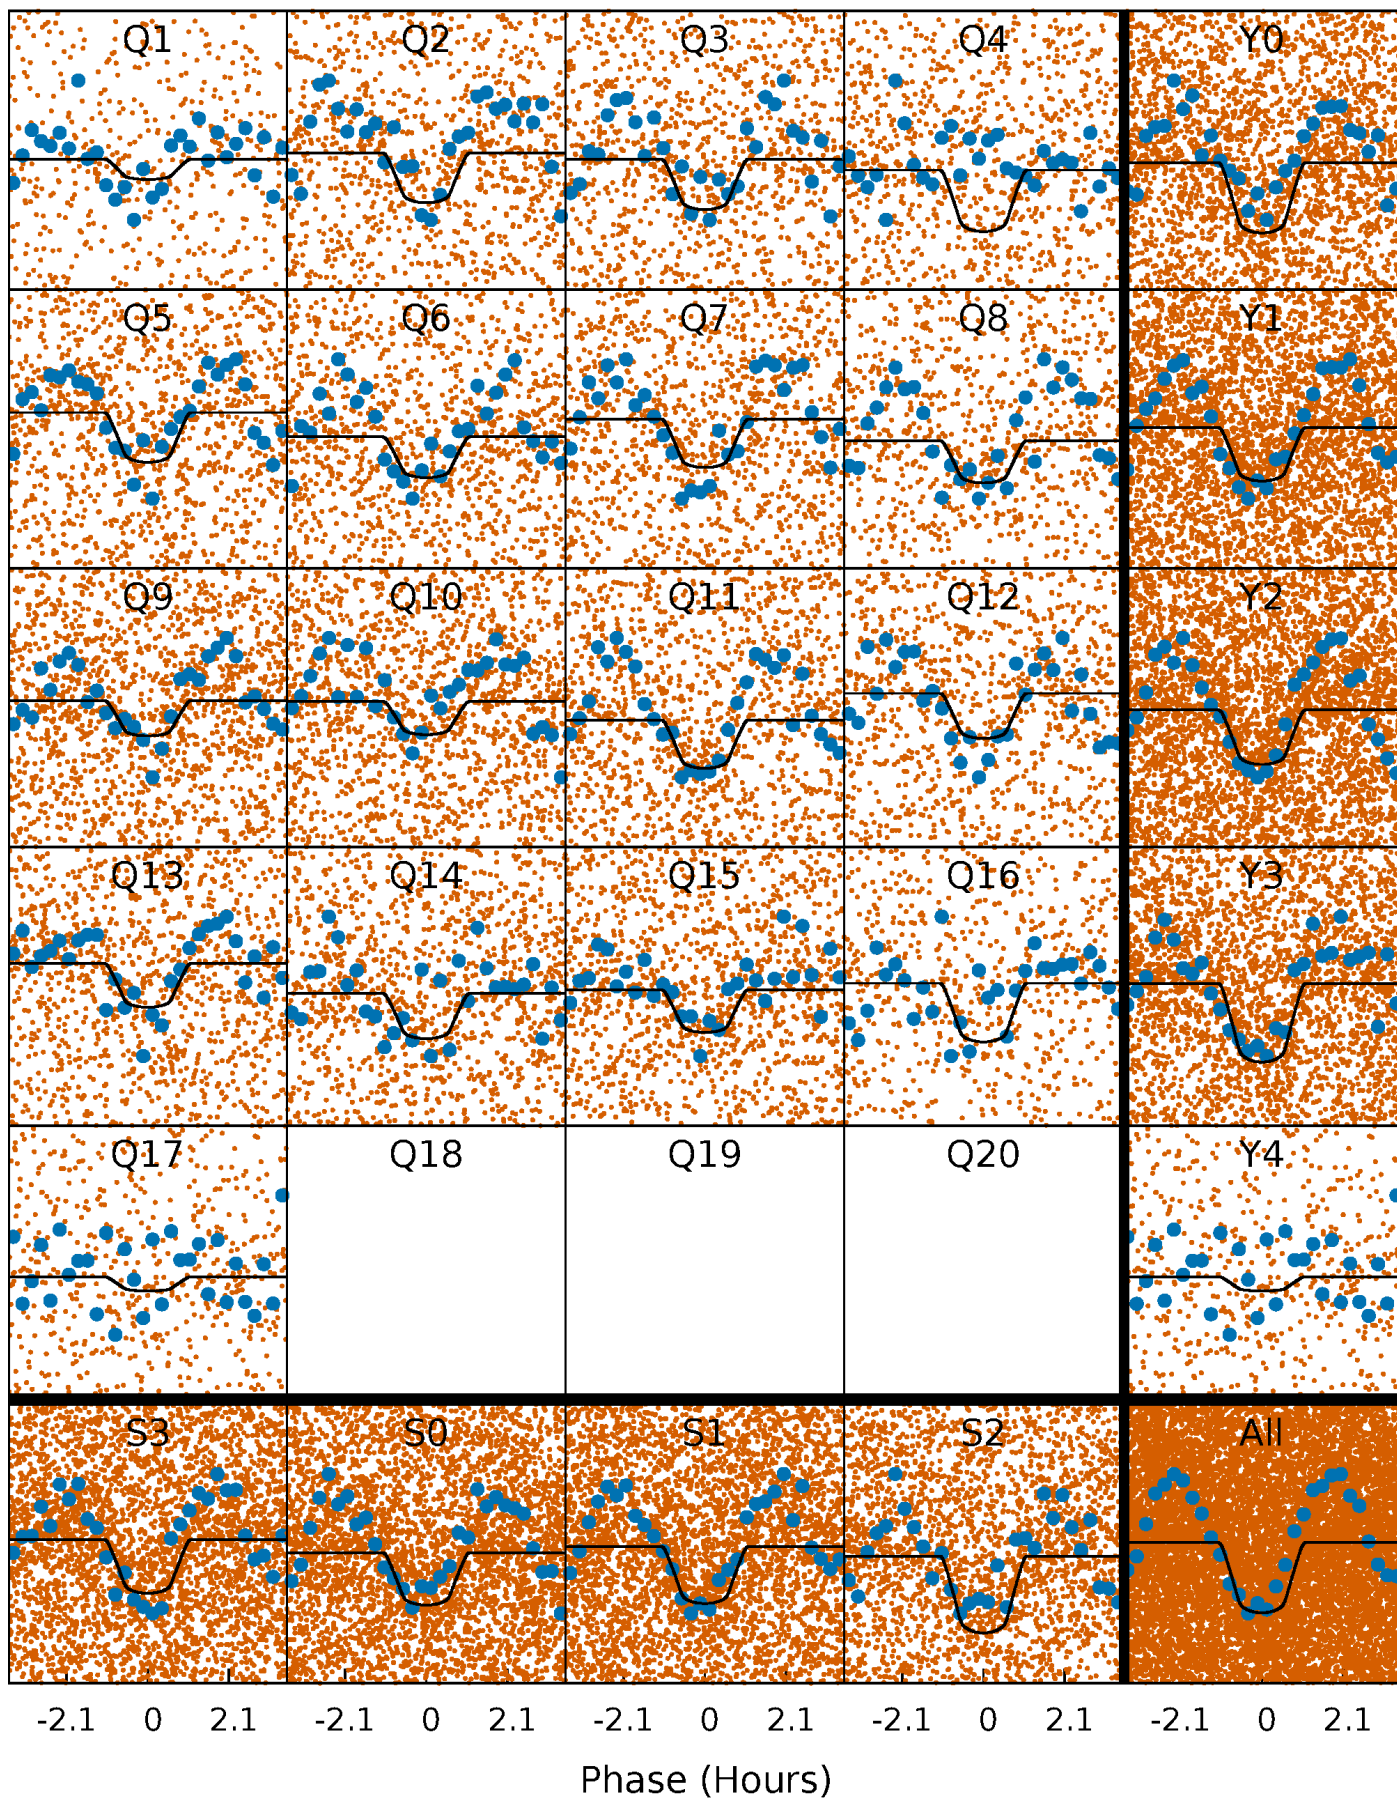 Q1 Q2 Q3 Q4 Y0
Q5 Q6 Q7 Q8 Y1
Q9 Q10 Q11 Q12 Y2
Q13 Q14 Q15 Q16 Y3
Q17 Q18 Q19 Q20 Y4
S3 S0 S1 S2 All
-2.1 0 2.1 -2.1 0 2.1 -2.1 0 2.1 -2.1 0 2.1 -2.1 0 2.1
Phase (Hours)